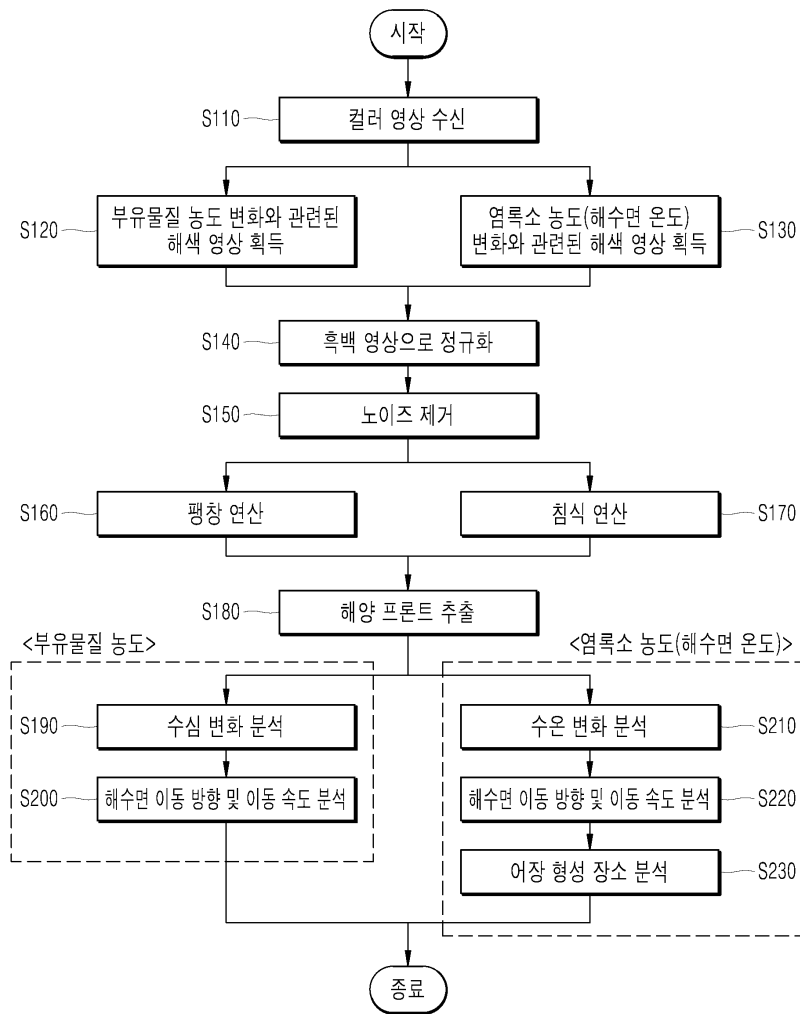 시작
S110
컬러 영상 수신
S120
부유물질 농도 변화와 관련된
해색 영상 획득
염록소 농도(해수면 온도)
변화와 관련된 해색 영상 획득
S130
S140
흑백 영상으로 정규화
S150
노이즈 제거
S160
팽창 연산
침식 연산
S170
S180
해양 프론트 추출
<부유물질 농도>
<염록소 농도(해수면 온도)>
S190
수심 변화 분석
수온 변화 분석
S210
S200
해수면 이동 방향 및 이동 속도 분석
해수면 이동 방향 및 이동 속도 분석
S220
어장 형성 장소 분석
S230
종료